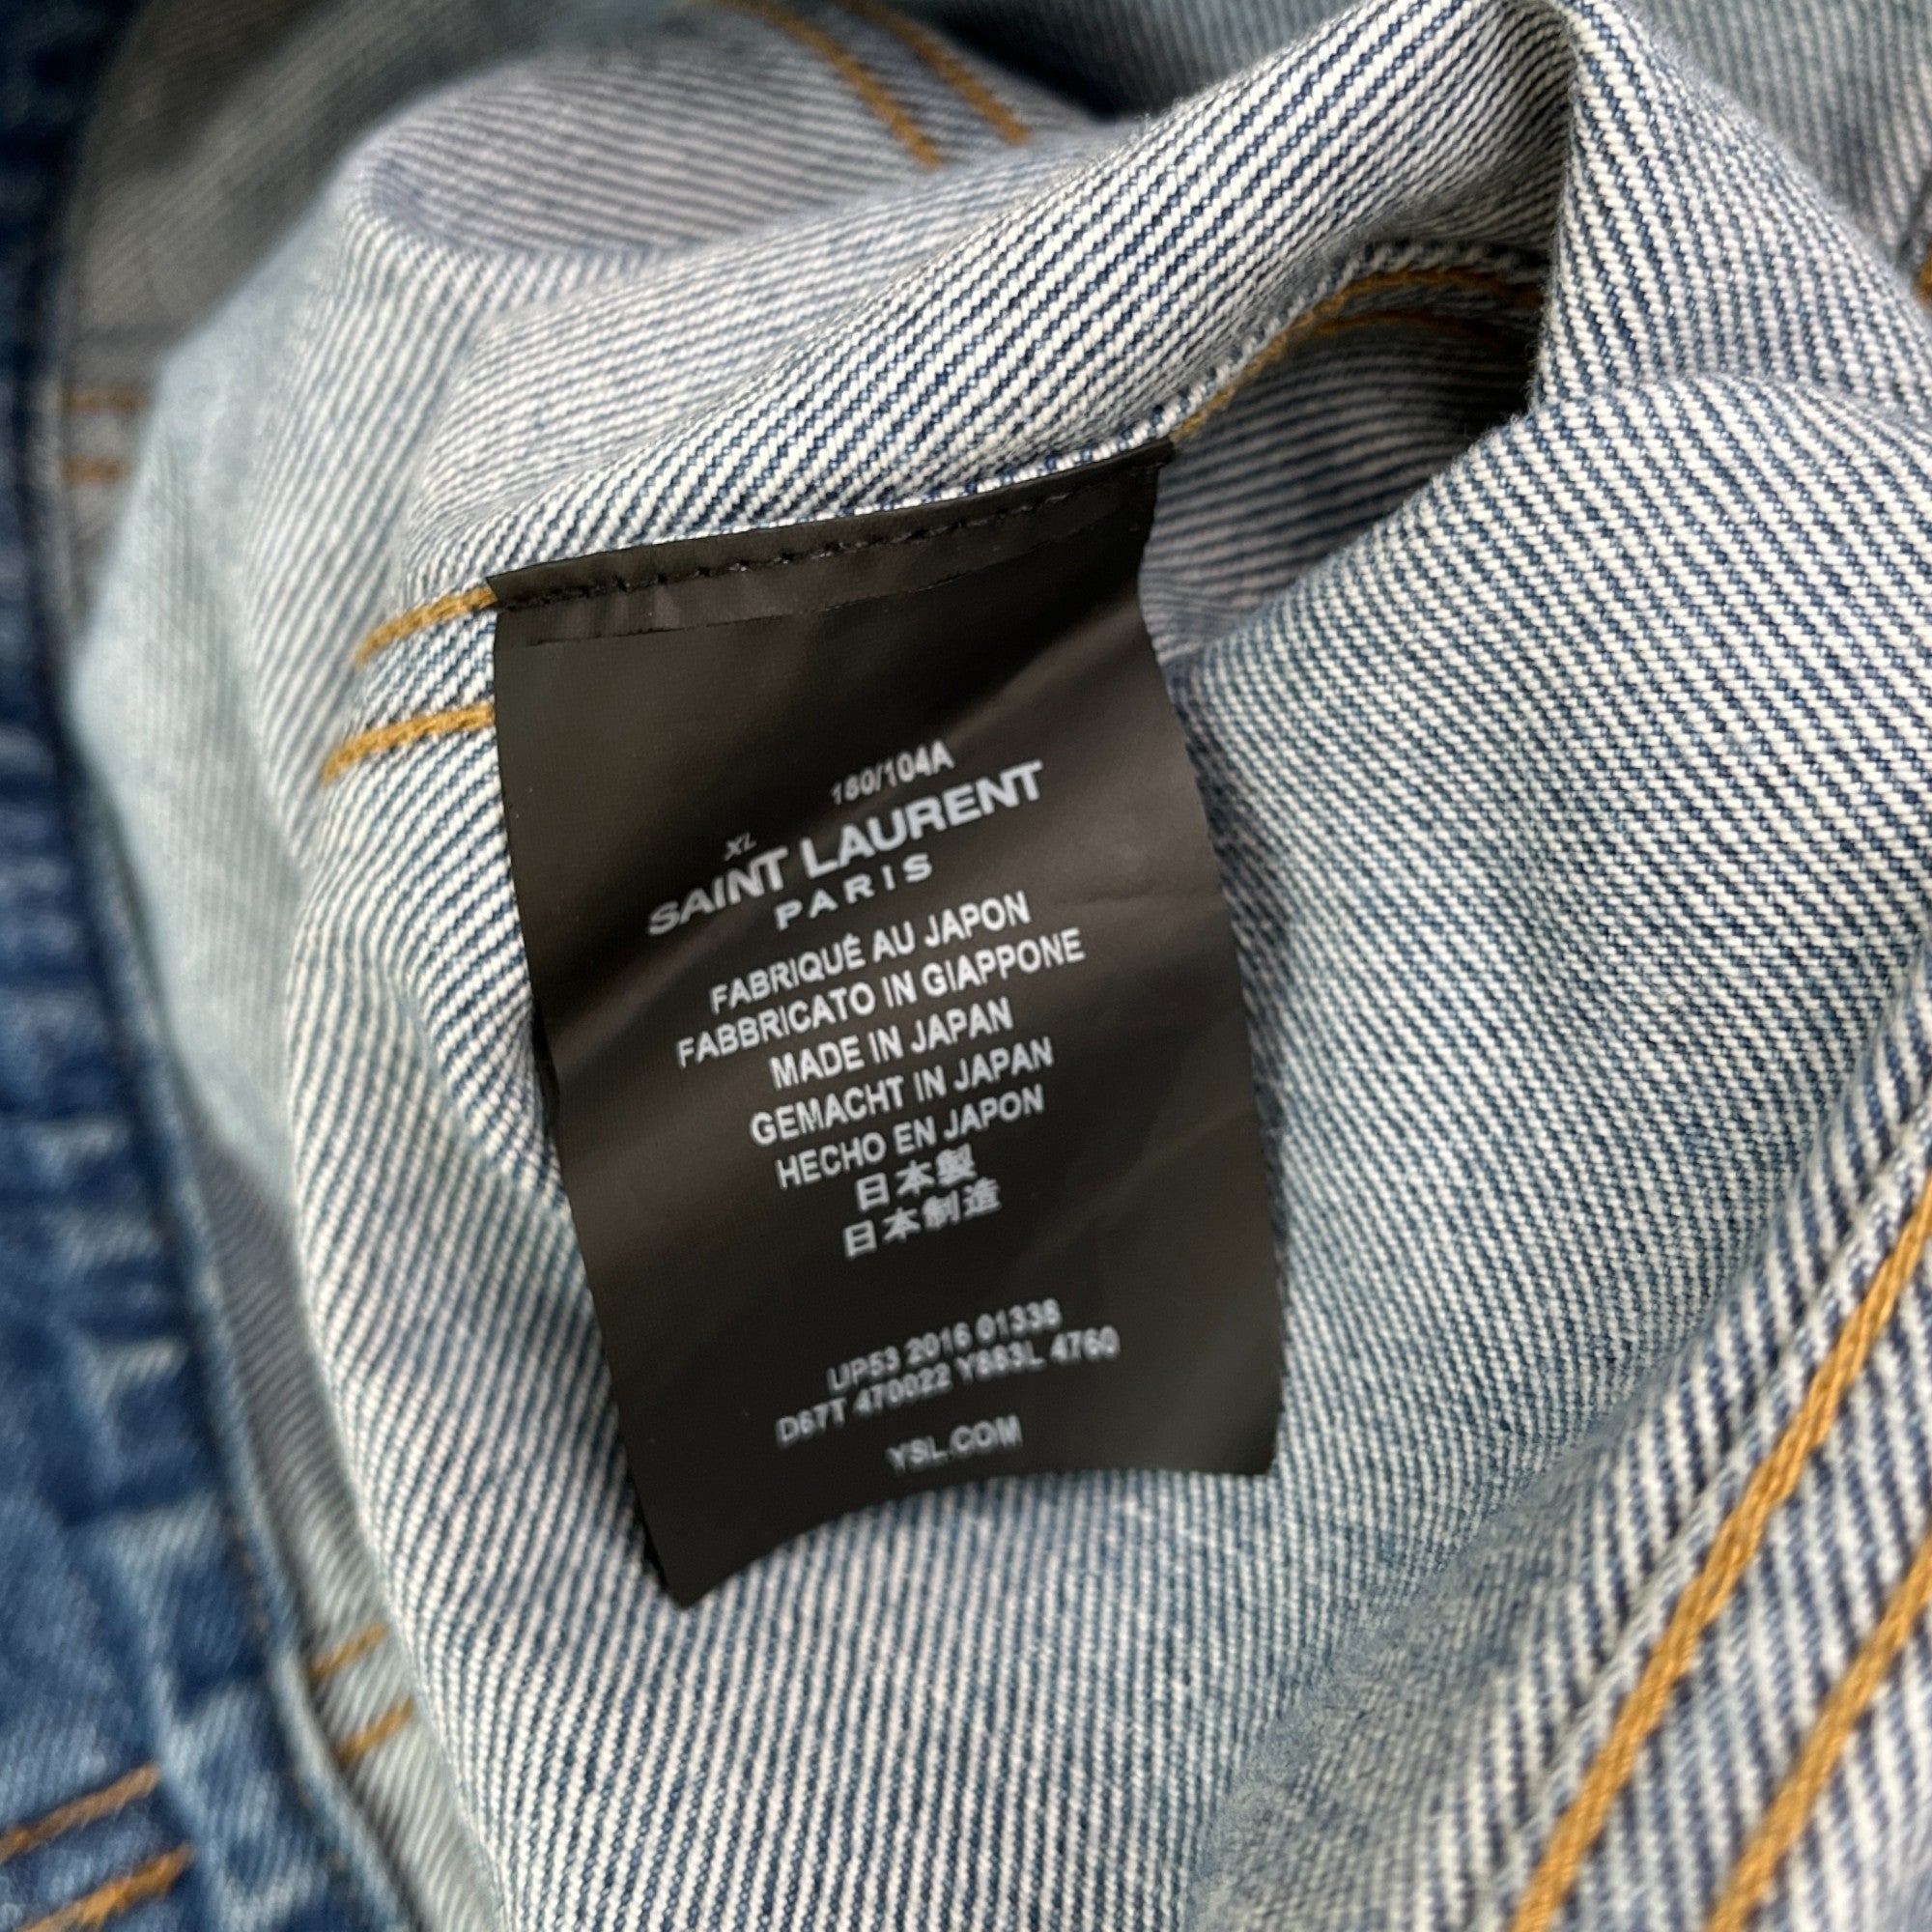 180/104A
XL
SAINT LAURENT
PARIS
FABRIQUÉ AU JAPON
FABBRICATO IN GIAPPONE
MADE IN JAPAN
GEMACHT IN JAPAN
HECHO EN JAPON
日本製
日本制造
UP53 2016 01338
D67T 470022 Y883L 4760
YSL.COM